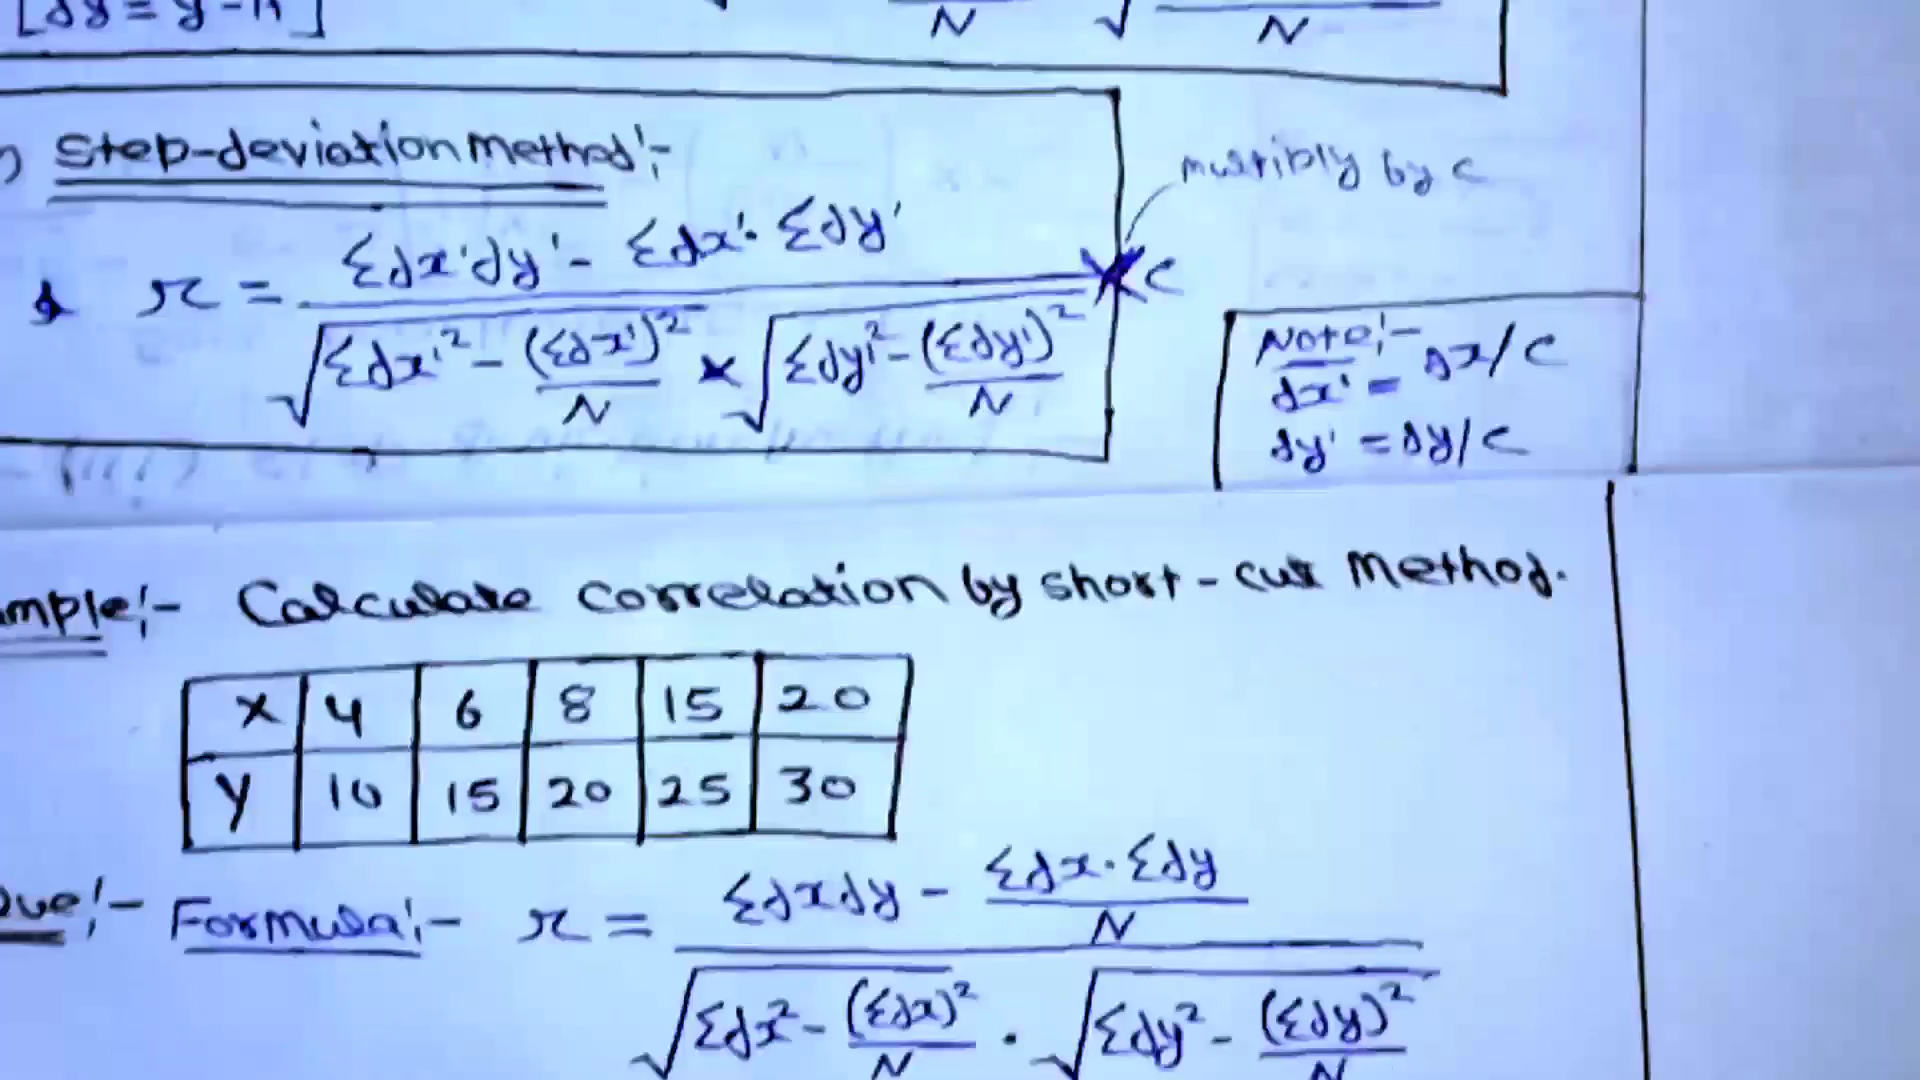 [dy = y - A]
N √ N
Step-deviation Method:-
multiply by c
r = Σdx'dy' - Σdx'. Σdy' / √Σdx'² - (Σdx')²/N × √Σdy'² - (Σdy')²/N × c
Note:-
dx' = dx/c
dy' = dy/c
mple:- Calculate correlation by short-cut Method.
X 4 6 8 15 20
Y 10 15 20 25 30
ove:- Formula:- r = Σdxdy - Σdx.Σdy/N / √Σdx² - (Σdx)²/N . √Σdy² - (Σdy)²/N